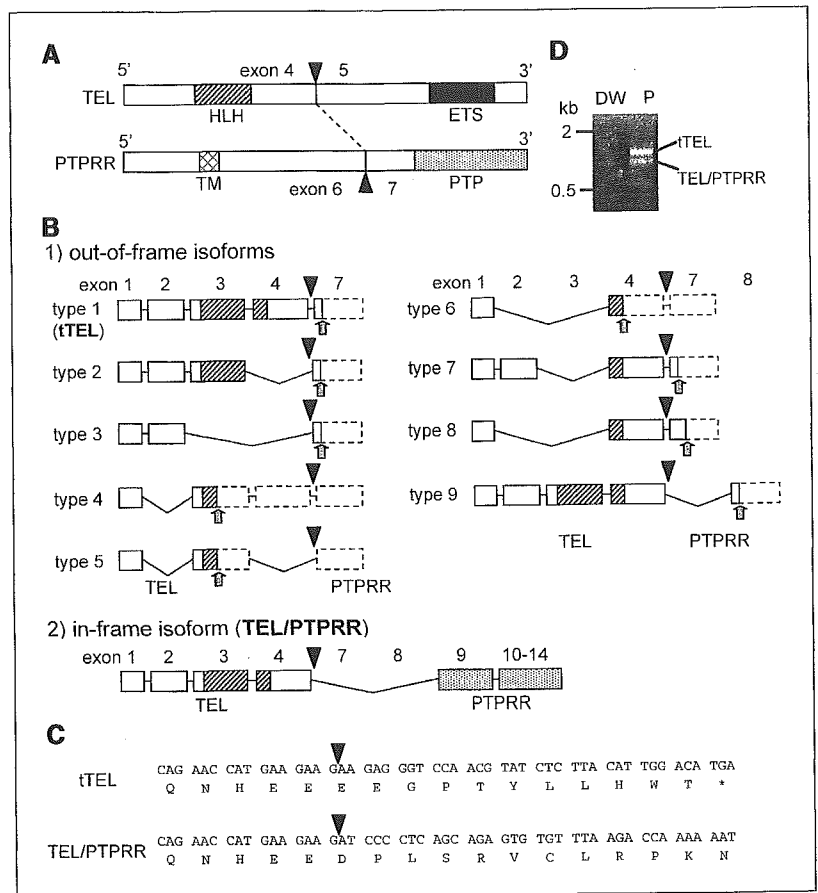 A
5' exon 4 5 3'
TEL
HLH ETS
5' 3'
PTPRR
TM exon 6 7 PTP
D
kb DW P
2
tTEL
TEL/PTPRR
0.5
B
1) out-of-frame isoforms
exon 1 2 3 4 7
type 1
(tTEL)
type 2
type 3
type 4
type 5
TEL PTPRR
exon 1 2 3 4 7 8
type 6
type 7
type 8
type 9
TEL PTPRR
2) in-frame isoform (TEL/PTPRR)
exon 1 2 3 4 7 8 9 10-14
TEL PTPRR
C
CAG AAC CAT GAA GAA GAA GAG GGT CCA ACG TAT CTC TTA CAT TGG ACA TGA
tTEL
Q N H E E E E G P T Y L L H W T *
CAG AAC CAT GAA GAA GAT CCC CTC AGC AGA GTG TGT TTA AGA CCA AAA AAT
TEL/PTPRR
Q N H E E D P L S R V C L R P K N